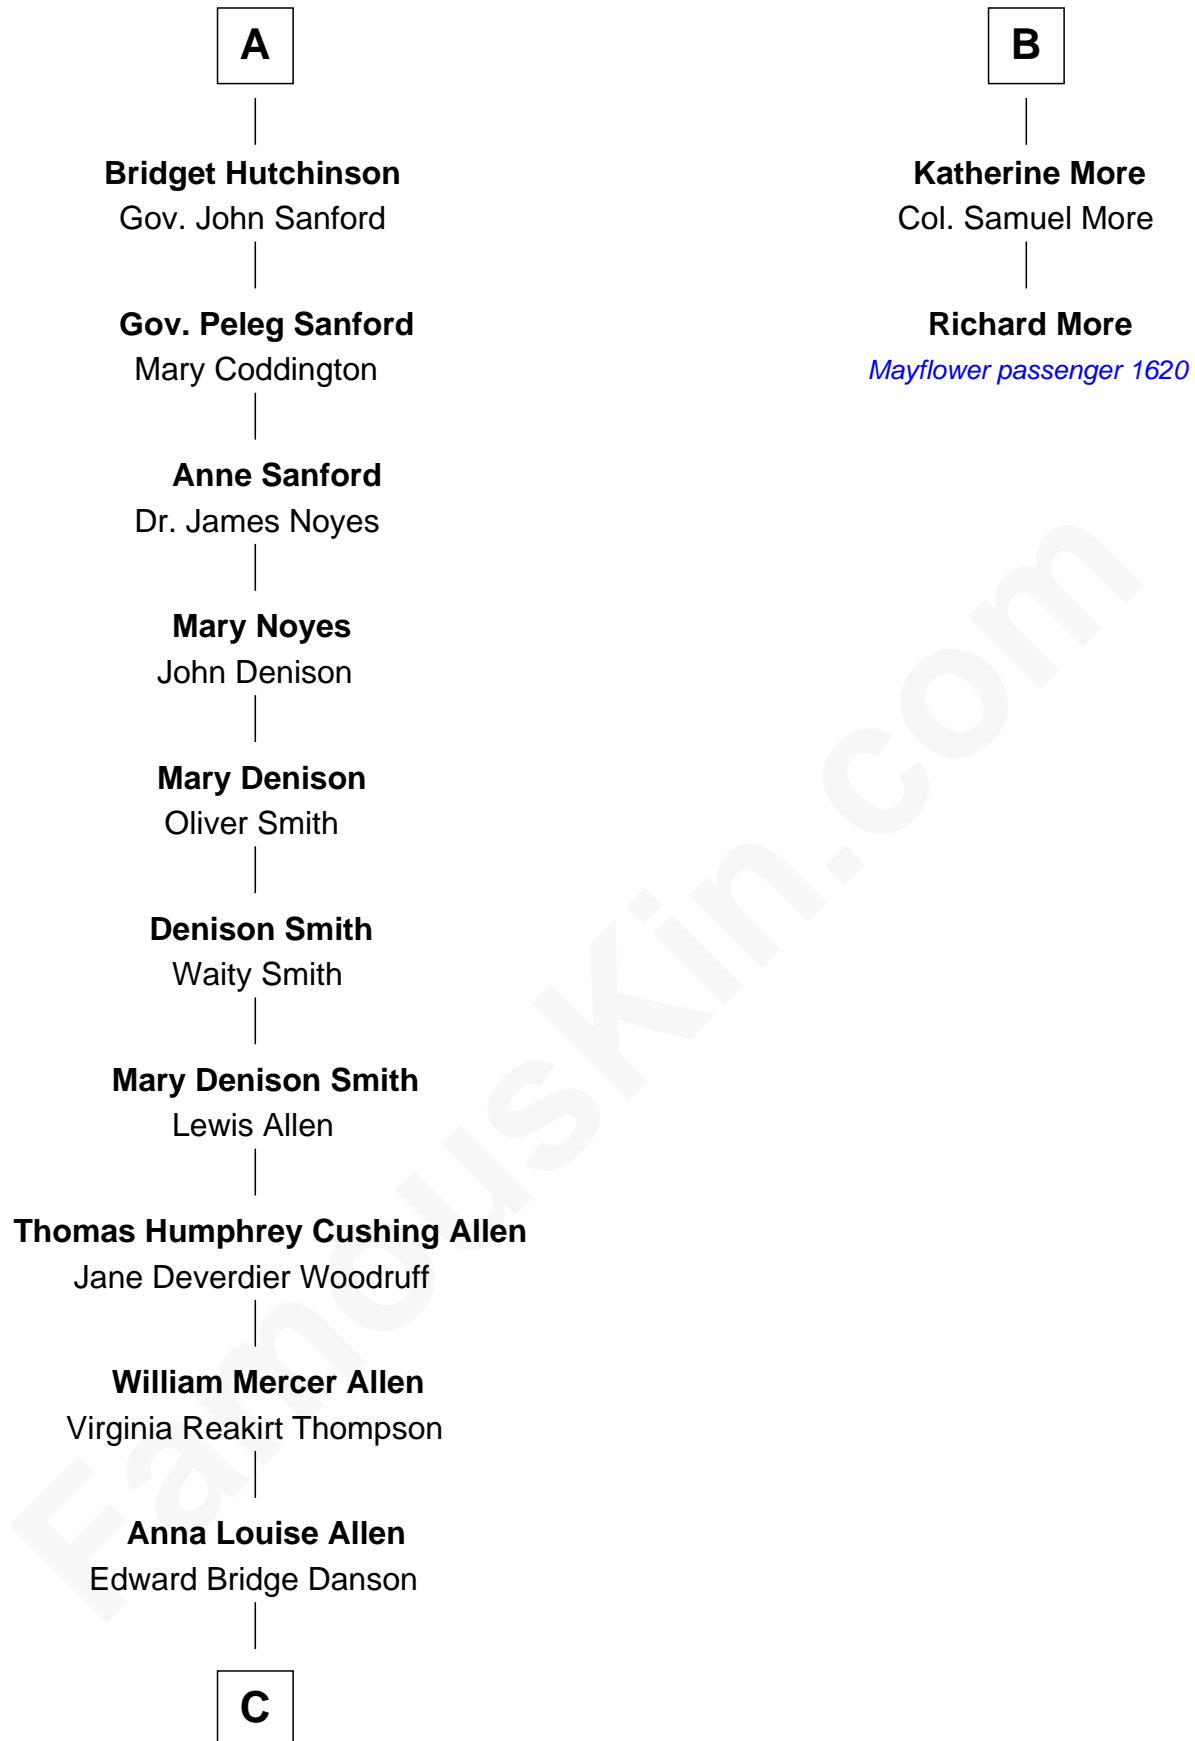 A
Bridget Hutchinson
Gov. John Sanford
Gov. Peleg Sanford
Mary Coddington
Anne Sanford
Dr. James Noyes
Mary Noyes
John Denison
Mary Denison
Oliver Smith
Denison Smith
Waity Smith
Mary Denison Smith
Lewis Allen
Thomas Humphrey Cushing Allen
Jane Deverdier Woodruff
William Mercer Allen
Virginia Reakirt Thompson
Anna Louise Allen
Edward Bridge Danson
C
B
Katherine More
Col. Samuel More
Richard More
Mayflower passenger 1620
FamousKin.com